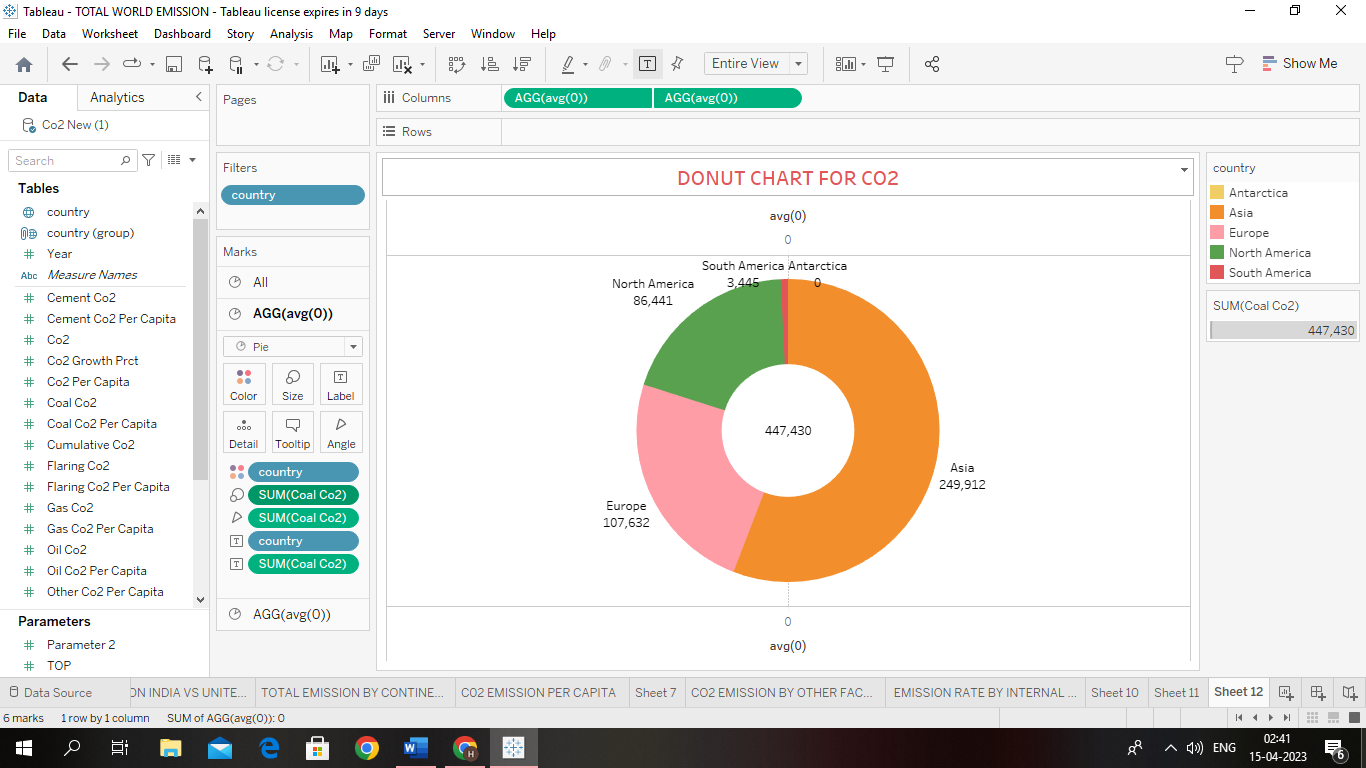 Tableau - TOTAL WORLD EMISSION - Tableau license expires in 9 days
File Data Worksheet Dashboard Story Analysis Map Format Server Window Help
Entire View
Show Me
Data Analytics
Co2 New (1)
Search
Tables
country
country (group)
Year
Abc Measure Names
Cement Co2
Cement Co2 Per Capita
Co2
Co2 Growth Prct
Co2 Per Capita
Coal Co2
Coal Co2 Per Capita
Cumulative Co2
Flaring Co2
Flaring Co2 Per Capita
Gas Co2
Gas Co2 Per Capita
Oil Co2
Oil Co2 Per Capita
Other Co2 Per Capita
Parameters
Parameter 2
TOP
Pages
Filters
country
Marks
All
AGG(avg(0))
Pie
Color Size Label
Detail Tooltip Angle
country
SUM(Coal Co2)
SUM(Coal Co2)
country
SUM(Coal Co2)
AGG(avg(0))
Columns AGG(avg(0)) AGG(avg(0))
Rows
DONUT CHART FOR CO2
avg(0)
0
South America
3,445
Antarctica
0
North America
86,441
447,430
Asia
249,912
Europe
107,632
0
avg(0)
country
Antarctica
Asia
Europe
North America
South America
SUM(Coal Co2)
447,430
Data Source ON INDIA VS UNITE... TOTAL EMISSION BY CONTINE... CO2 EMISSION PER CAPITA Sheet 7 CO2 EMISSION BY OTHER FAC... EMISSION RATE BY INTERNAL ... Sheet 10 Sheet 11 Sheet 12
6 marks 1 row by 1 column SUM of AGG(avg(0)): 0
ENG
02:41
15-04-2023
6